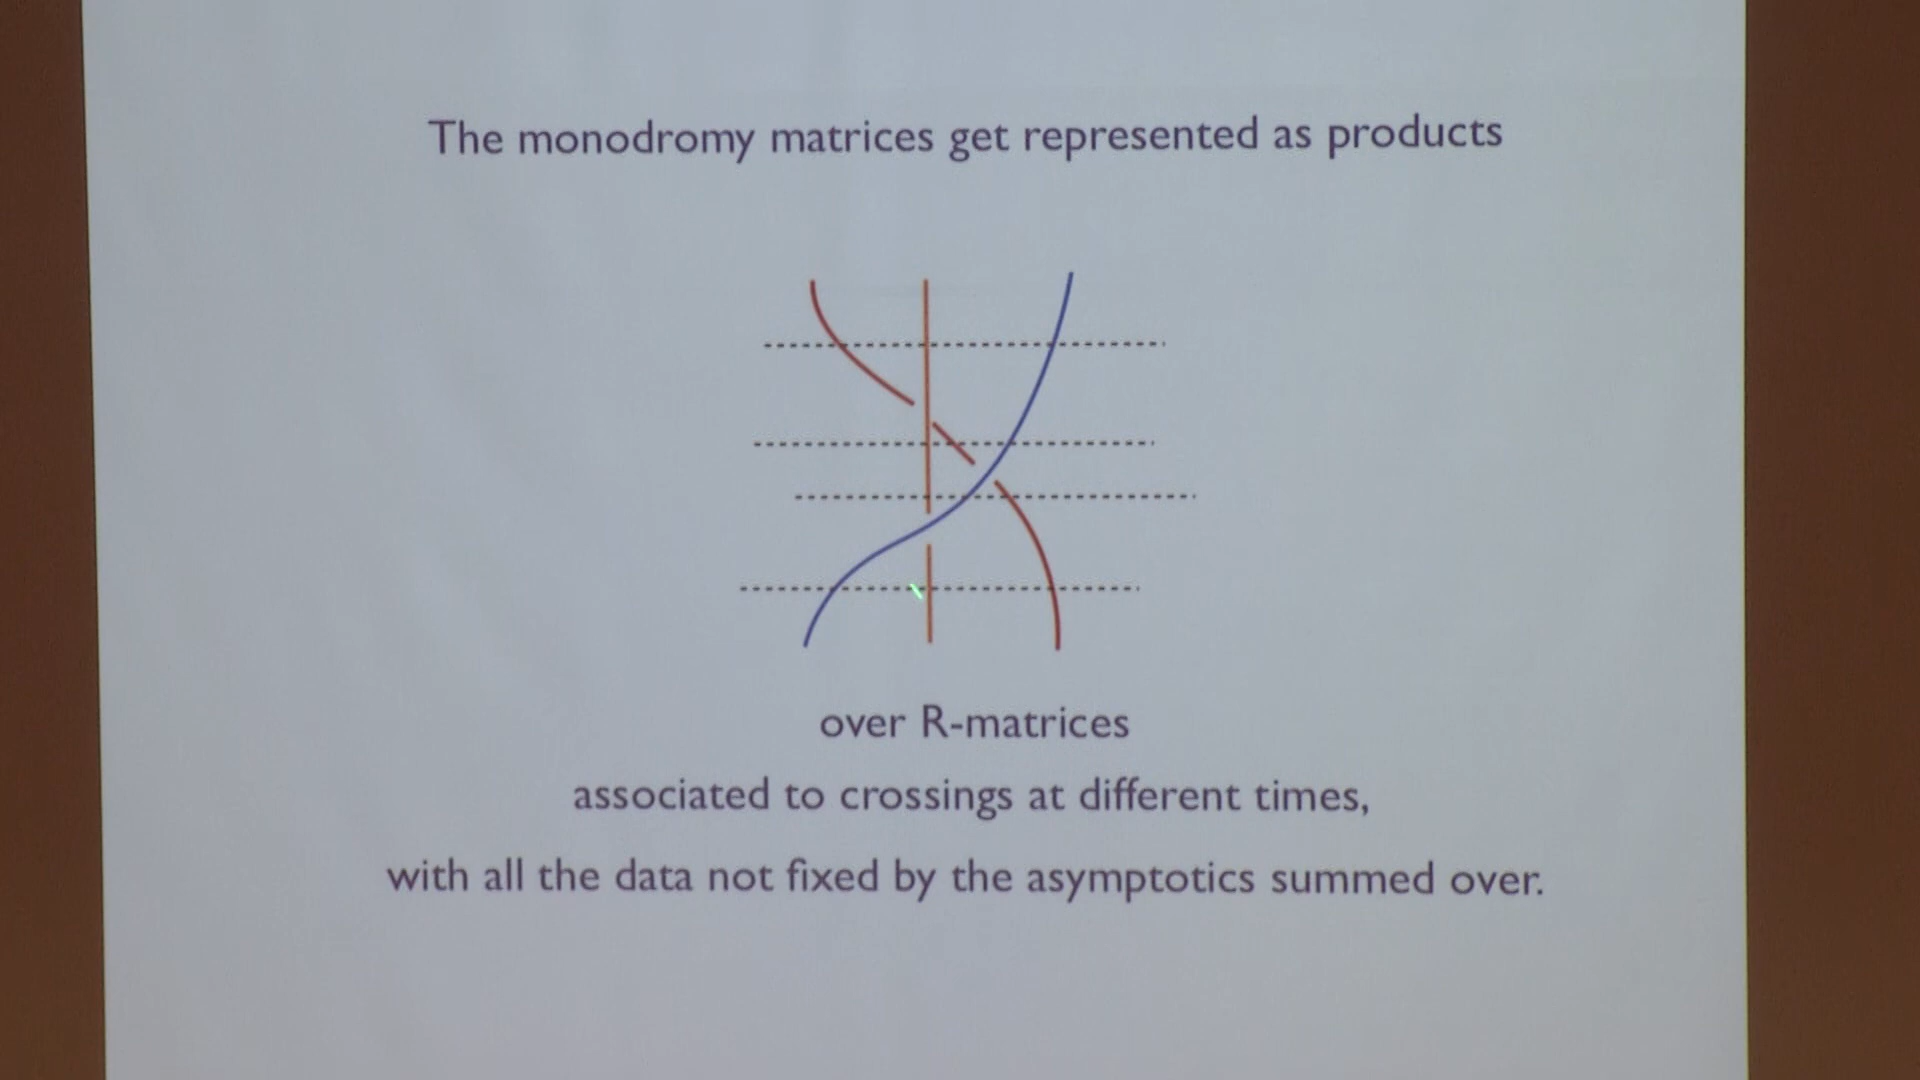 The monodromy matrices get represented as products
over R-matrices
associated to crossings at different times,
with all the data not fixed by the asymptotics summed over.